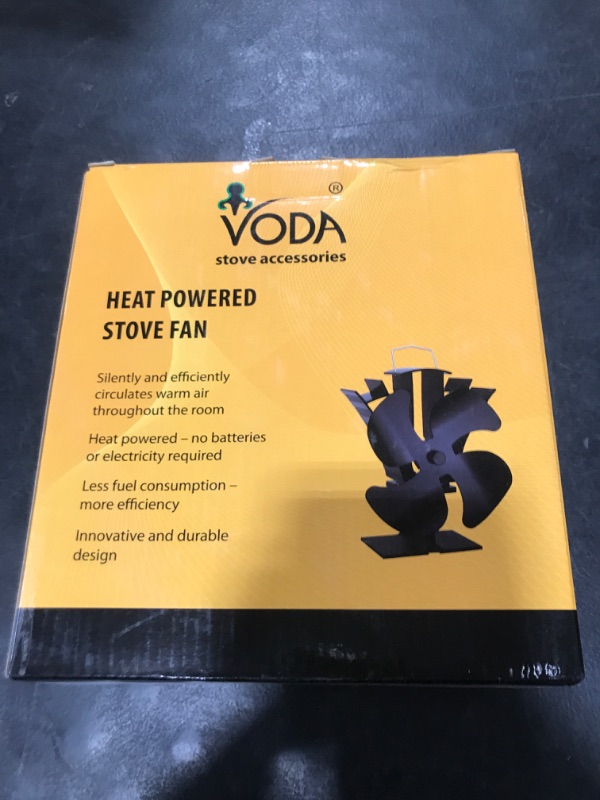 ®
VODA
stove accessories
HEAT POWERED
STOVE FAN
Silently and efficiently
circulates warm air
throughout the room
Heat powered – no batteries
or electricity required
Less fuel consumption –
more efficiency
Innovative and durable
design